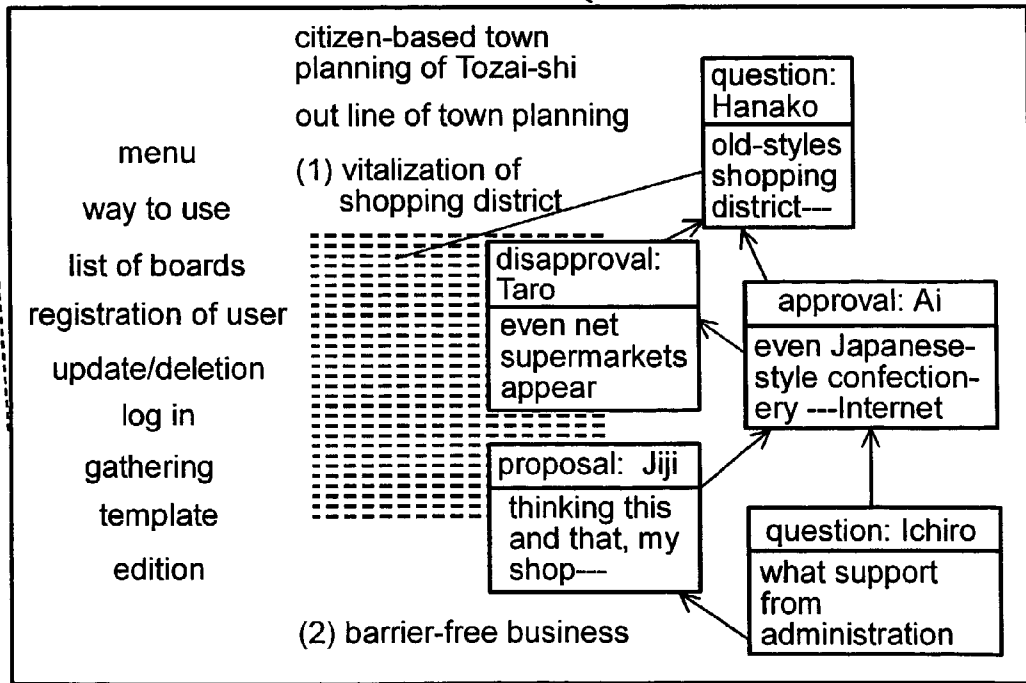 citizen-based town
planning of Tozai-shi
out line of town planning
menu
way to use
list of boards
registration of user
update/deletion
log in
gathering
template
edition
(1) vitalization of
shopping district
(2) barrier-free business
question:
Hanako
old-styles
shopping
district---
disapproval:
Taro
even net
supermarkets
appear
approval: Ai
even Japanese-
style confection-
ery ---Internet
proposal: Jiji
thinking this
and that, my
shop---
question: Ichiro
what support
from
administration